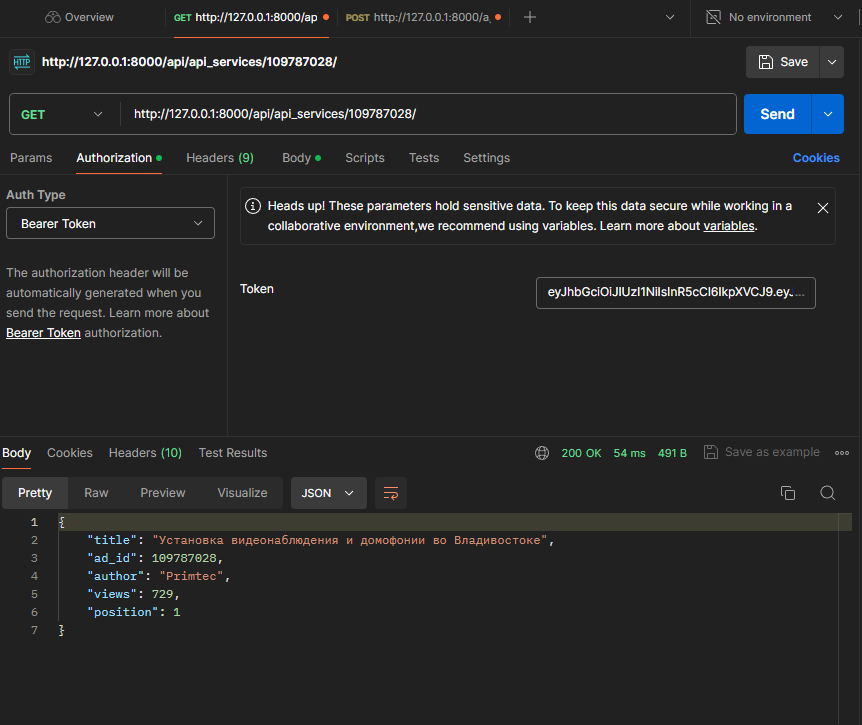 Overview
GET http://127.0.0.1:8000/ap
POST http://127.0.0.1:8000/a
No environment
HTTP http://127.0.0.1:8000/api/api_services/109787028/
Save
GET http://127.0.0.1:8000/api/api_services/109787028/
Send
Params Authorization Headers (9) Body Scripts Tests Settings Cookies
Auth Type
Bearer Token
The authorization header will be
automatically generated when you
send the request. Learn more about
Bearer Token authorization.
Heads up! These parameters hold sensitive data. To keep this data secure while working in a
collaborative environment,we recommend using variables. Learn more about variables.
Token
eyJhbGciOiJIUzI1NiIsInR5cCI6IkpXVCJ9.eyJ...
Body Cookies Headers (10) Test Results
200 OK 54 ms 491 B Save as example
Pretty Raw Preview Visualize JSON
1 {
2 "title": "Установка видеонаблюдения и домофонии во Владивостоке",
3 "ad_id": 109787028,
4 "author": "Primtec",
5 "views": 729,
6 "position": 1
7 }